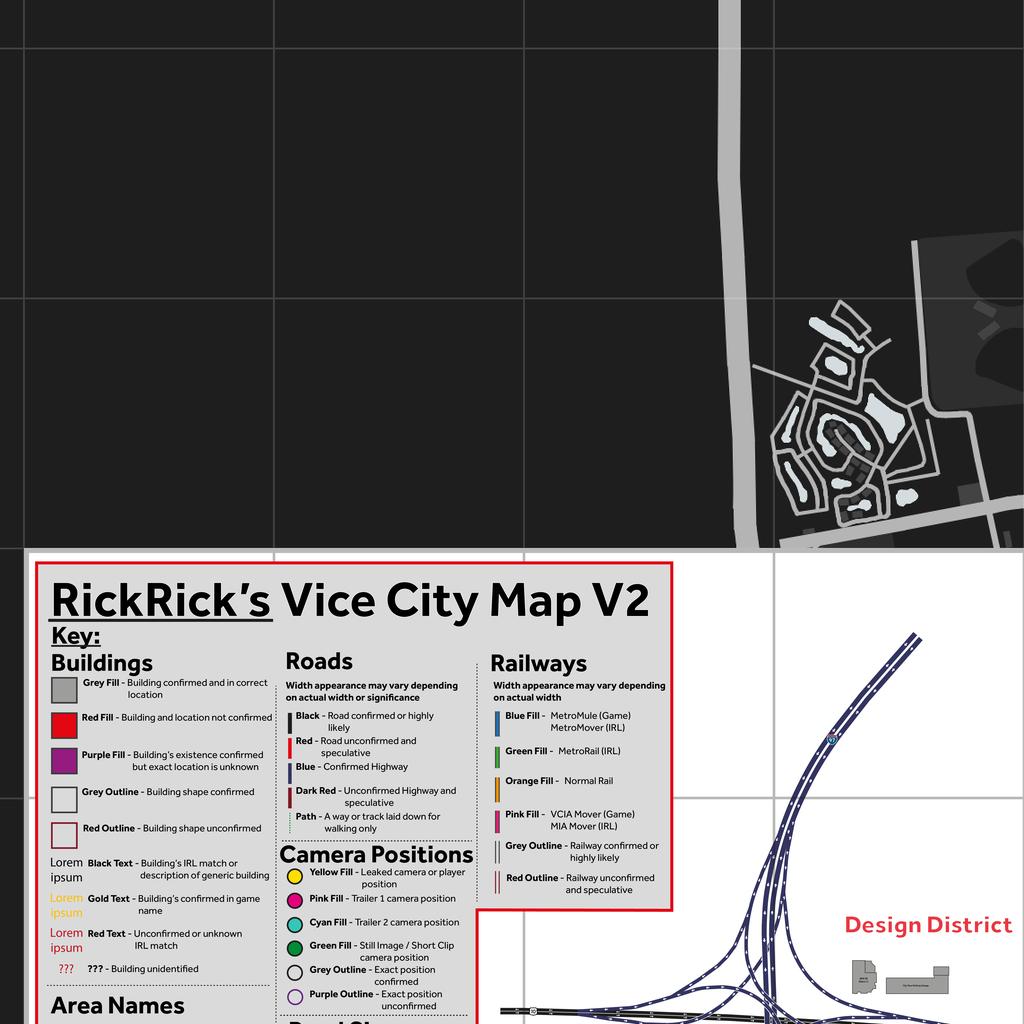 RickRick's Vice City Map V2
Key:
Buildings
Grey Fill - Building confirmed and in correct
location
Red Fill - Building and location not confirmed
Purple Fill - Building's existence confirmed
but exact location is unknown
Grey Outline - Building shape confirmed
Red Outline - Building shape unconfirmed
Lorem
ipsum
Black Text - Building's IRL match or
description of generic building
Lorem
ipsum
Gold Text - Building's confirmed in game
name
Lorem
ipsum
Red Text - Unconfirmed or unknown
IRL match
???
??? - Building unidentified
Area Names
Roads
Width appearance may vary depending
on actual width or significance
Black - Road confirmed or highly
likely
Red - Road unconfirmed and
speculative
Blue - Confirmed Highway
Dark Red - Unconfirmed Highway and
speculative
Path - A way or track laid down for
walking only
Camera Positions
Yellow Fill - Leaked camera or player
position
Pink Fill - Trailer 1 camera position
Cyan Fill - Trailer 2 camera position
Green Fill - Still Image / Short Clip
camera position
Grey Outline - Exact position
confirmed
Purple Outline - Exact position
unconfirmed
Railways
Width appearance may vary depending
on actual width
Blue Fill - MetroMule (Game)
MetroMover (IRL)
Green Fill - MetroRail (IRL)
Orange Fill - Normal Rail
Pink Fill - VCIA Mover (Game)
MIA Mover (IRL)
Grey Outline - Railway confirmed or
highly likely
Red Outline - Railway unconfirmed
and speculative
Design District